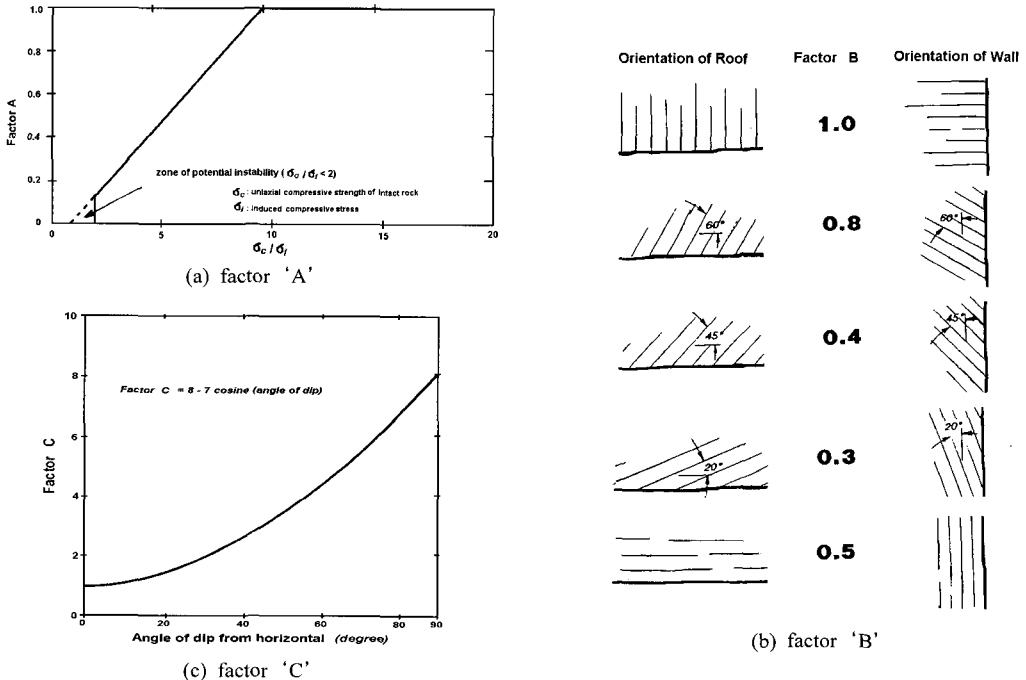 1.0
0.8
0.6
0.4
0.2
0
Factor A
zone of potential instability ( σc / σi < 2)
σc : uniaxial compressive strength of Intact rock
σi : induced compressive stress
0
5
10
15
20
σc / σi
(a) factor 'A'
10
8
6
4
2
0
Factor C
Factor C = 8 - 7 cosine (angle of dip)
0
20
40
60
80
90
Angle of dip from horizontal (degree)
(c) factor 'C'
Orientation of Roof
Factor B
Orientation of Wall
1.0
60°
0.8
60°
45°
0.4
45°
20°
0.3
20°
0.5
(b) factor 'B'